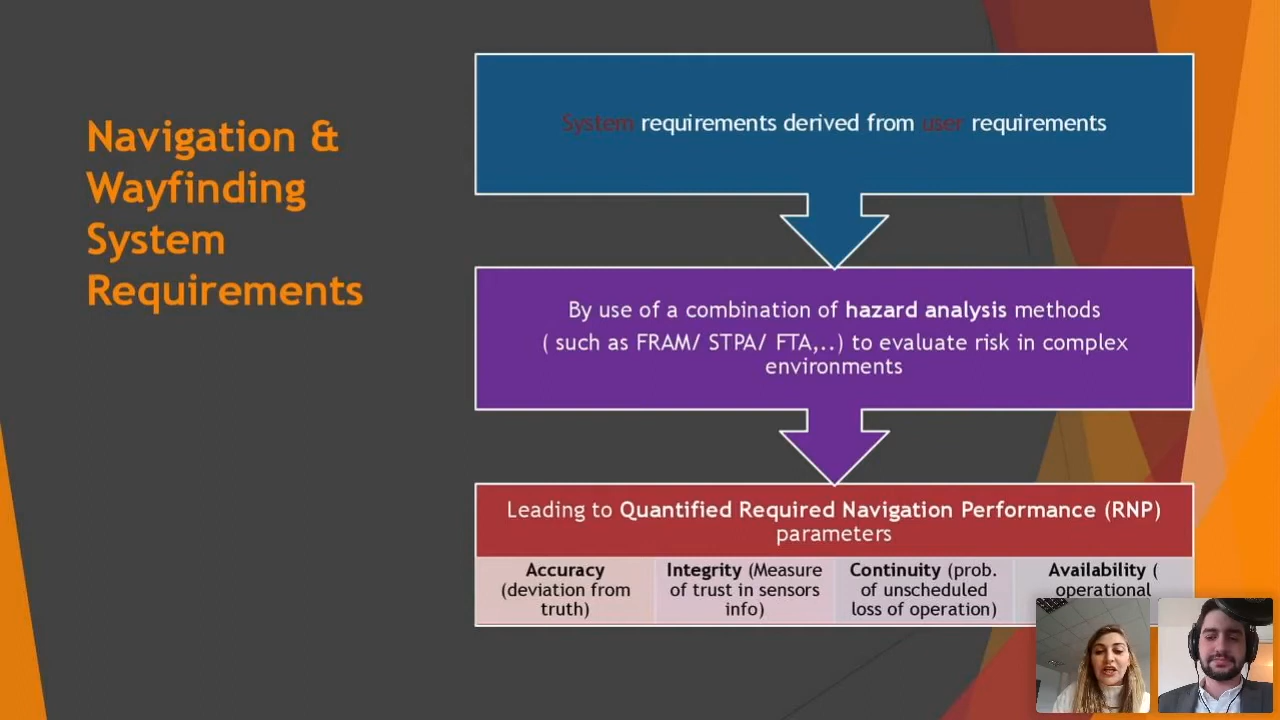 Navigation &
Wayfinding
System
Requirements
System requirements derived from user requirements
By use of a combination of hazard analysis methods
( such as FRAM/ STPA/ FTA,..) to evaluate risk in complex
environments
Leading to Quantified Required Navigation Performance (RNP)
parameters
Accuracy
(deviation from
truth)
Integrity (Measure
of trust in sensors
info)
Continuity (prob.
of unscheduled
loss of operation)
Availability (
operational